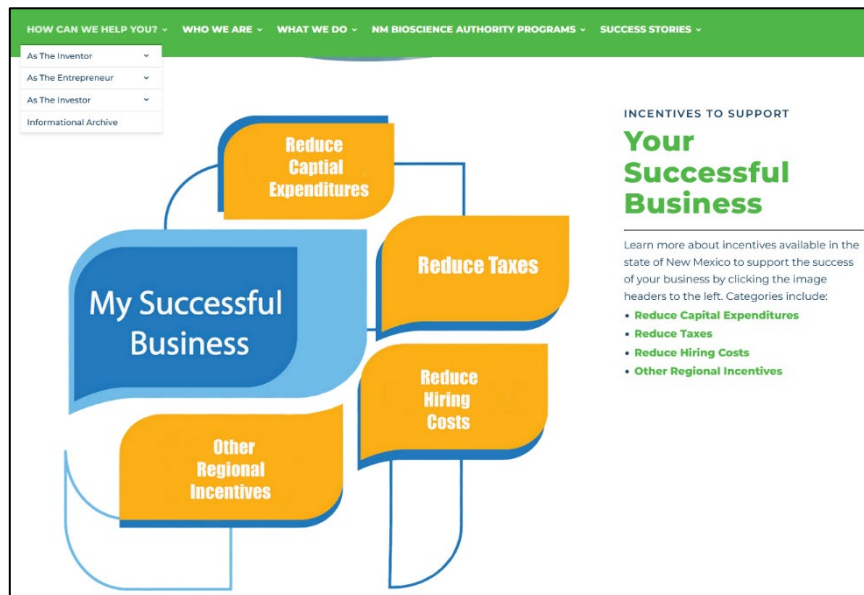 HOW CAN WE HELP YOU?
WHO WE ARE
WHAT WE DO
NM BIOSCIENCE AUTHORITY PROGRAMS
SUCCESS STORIES
As The Inventor
As The Entrepreneur
As The Investor
Informational Archive
Reduce
Captial
Expenditures
Reduce Taxes
My Successful
Business
Reduce
Hiring
Costs
Other
Regional
Incentives
INCENTIVES TO SUPPORT
Your
Successful
Business
Learn more about incentives available in the
state of New Mexico to support the success
of your business by clicking the image
headers to the left. Categories include:
• Reduce Capital Expenditures
• Reduce Taxes
• Reduce Hiring Costs
• Other Regional Incentives